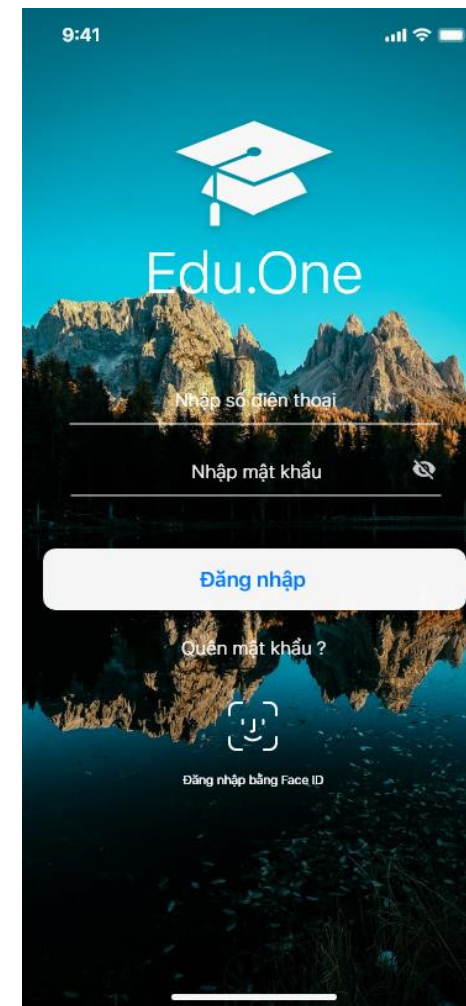 9:41
Edu.One
Nhập số điện thoại
Nhập mật khẩu
Đăng nhập
Quên mật khẩu ?
Đăng nhập bằng Face ID